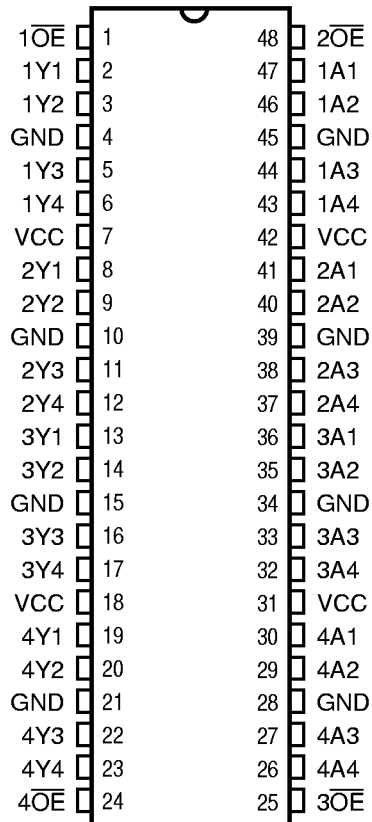 1O̅E̅ 1 48 2O̅E̅
1Y1 2 47 1A1
1Y2 3 46 1A2
GND 4 45 GND
1Y3 5 44 1A3
1Y4 6 43 1A4
VCC 7 42 VCC
2Y1 8 41 2A1
2Y2 9 40 2A2
GND 10 39 GND
2Y3 11 38 2A3
2Y4 12 37 2A4
3Y1 13 36 3A1
3Y2 14 35 3A2
GND 15 34 GND
3Y3 16 33 3A3
3Y4 17 32 3A4
VCC 18 31 VCC
4Y1 19 30 4A1
4Y2 20 29 4A2
GND 21 28 GND
4Y3 22 27 4A3
4Y4 23 26 4A4
4O̅E̅ 24 25 3O̅E̅